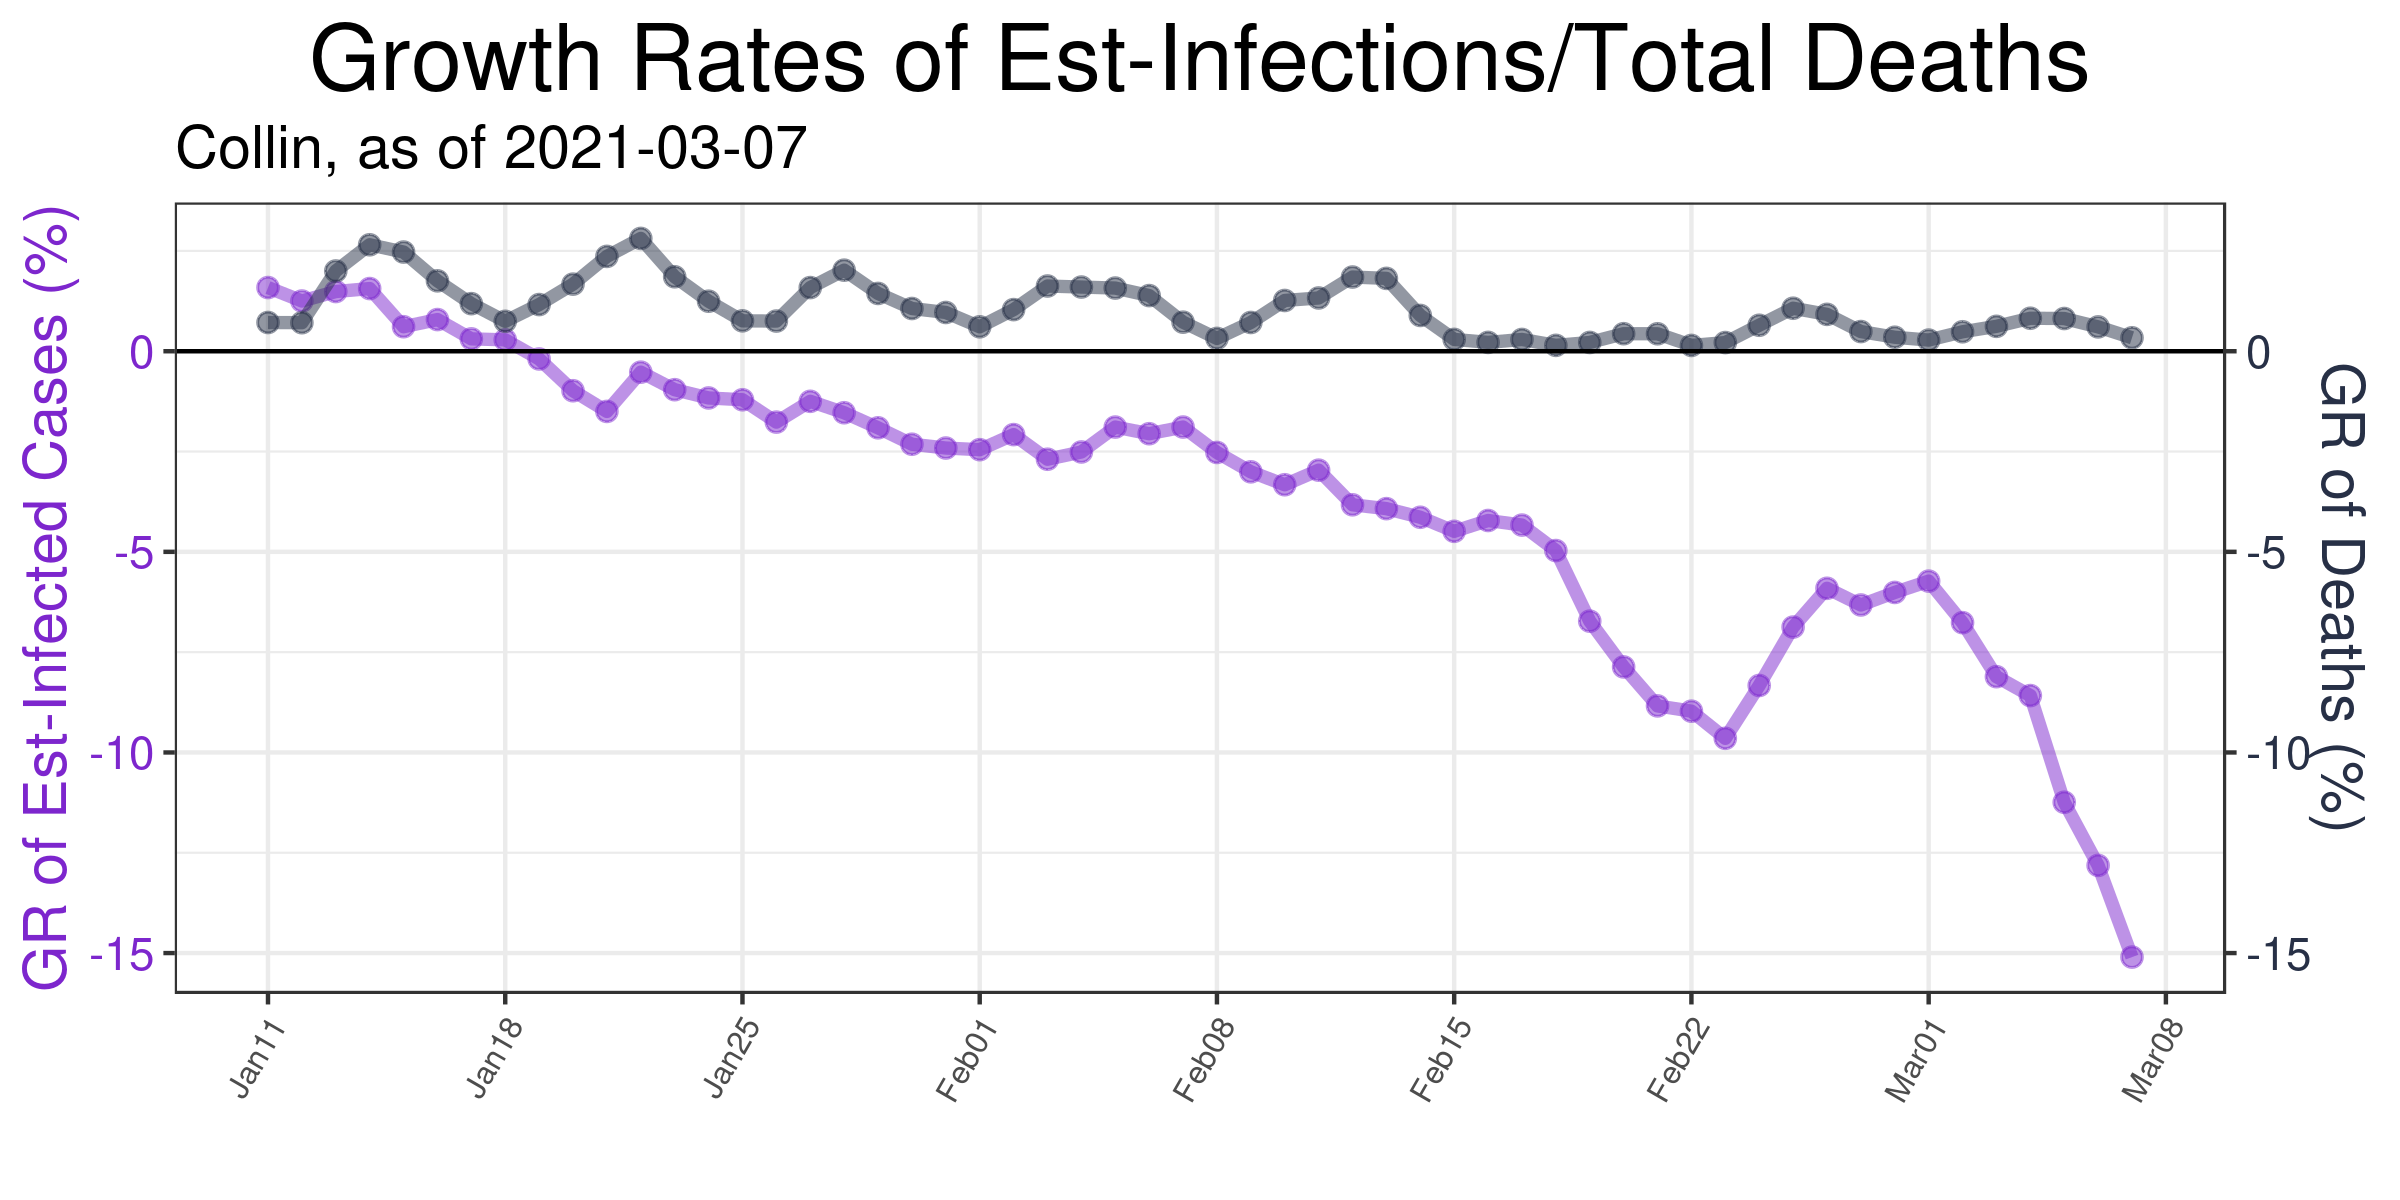 Growth Rates of Est-Infections/Total Deaths
Collin, as of 2021-03-07
GR of Est-Infected Cases (%)
0
-5
-10
-15
0
-5
-10
-15
GR of Deaths (%)
Jan11
Jan18
Jan25
Feb01
Feb08
Feb15
Feb22
Mar01
Mar08